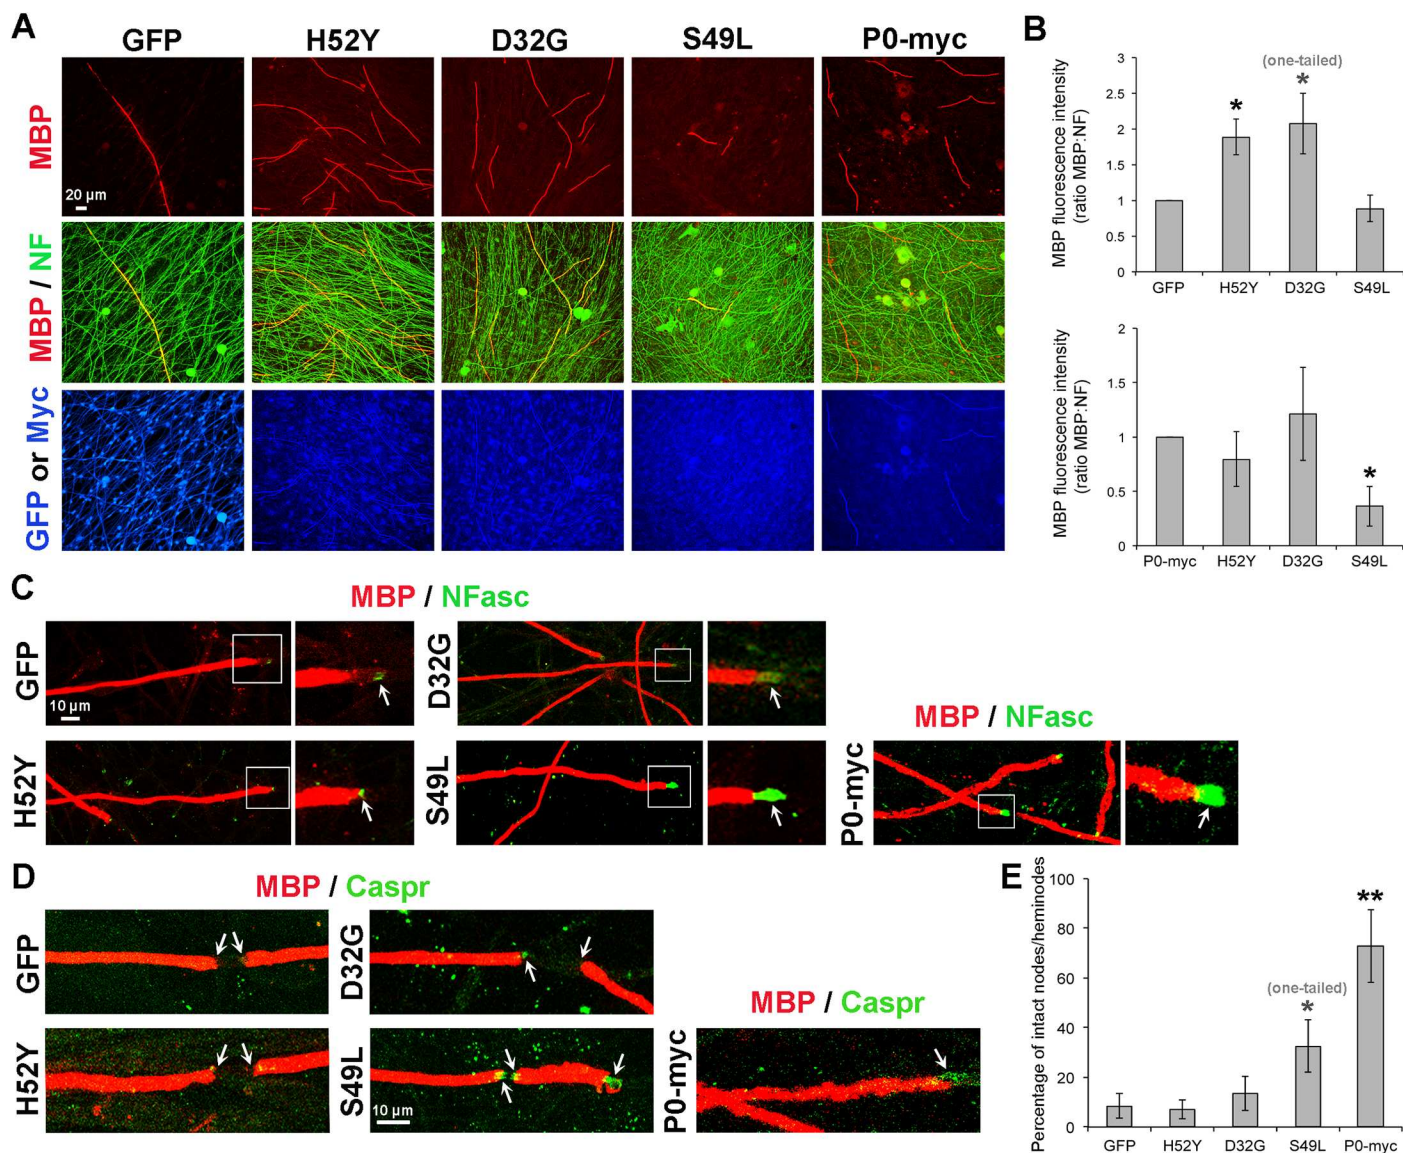 A
GFP
H52Y
D32G
S49L
P0-myc
MBP
20 µm
MBP / NF
GFP or Myc
B
MBP fluorescence intensity
(ratio MBP:NF)
3
2.5
2
1.5
1
0.5
0
(one-tailed)
*
*
GFP
H52Y
D32G
S49L
MBP fluorescence intensity
(ratio MBP:NF)
2
1.5
1
0.5
0
*
P0-myc
H52Y
D32G
S49L
C
MBP / NFasc
GFP
10 µm
D32G
H52Y
S49L
MBP / NFasc
P0-myc
D
MBP / Caspr
GFP
D32G
H52Y
S49L
10 µm
MBP / Caspr
P0-myc
E
Percentage of intact nodes/heminodes
100
80
60
40
20
0
(one-tailed)
*
**
GFP
H52Y
D32G
S49L
P0-myc